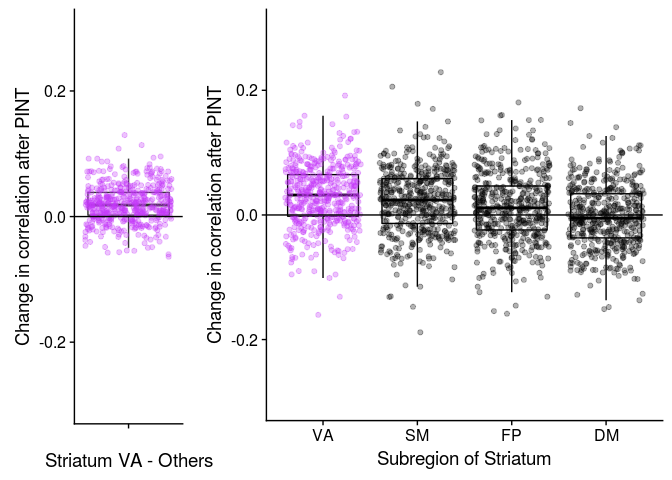 Change in correlation after PINT
0.2
0.0
-0.2
Striatum VA - Others
Change in correlation after PINT
0.2
0.0
-0.2
VA SM FP DM
Subregion of Striatum